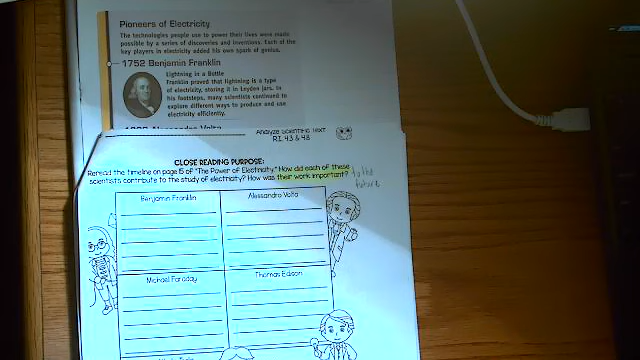 Pioneers of Electricity
The technologies people use to power their lives were made
possible by a series of discoveries and inventions. Each of the
key players in electricity added his own spark of genius.
1752 Benjamin Franklin
Lightning in a Bottle
Franklin proved that lightning is a type
of electricity, storing it in Leyden jars. In
his footsteps, many scientists continued to
explore different ways to produce and use
electricity efficiently.
Alessandro Volta
Analyze Scientific Text
RI.4.3 & 4.8
CLOSE READING PURPOSE:
Reread the timeline on page 15 of "The Power of Electricity." How did each of these
scientists contribute to the study of electricity? How was their work important? to the
future
Benjamin Franklin
Alessandro Volta
Michael Faraday
Thomas Edison